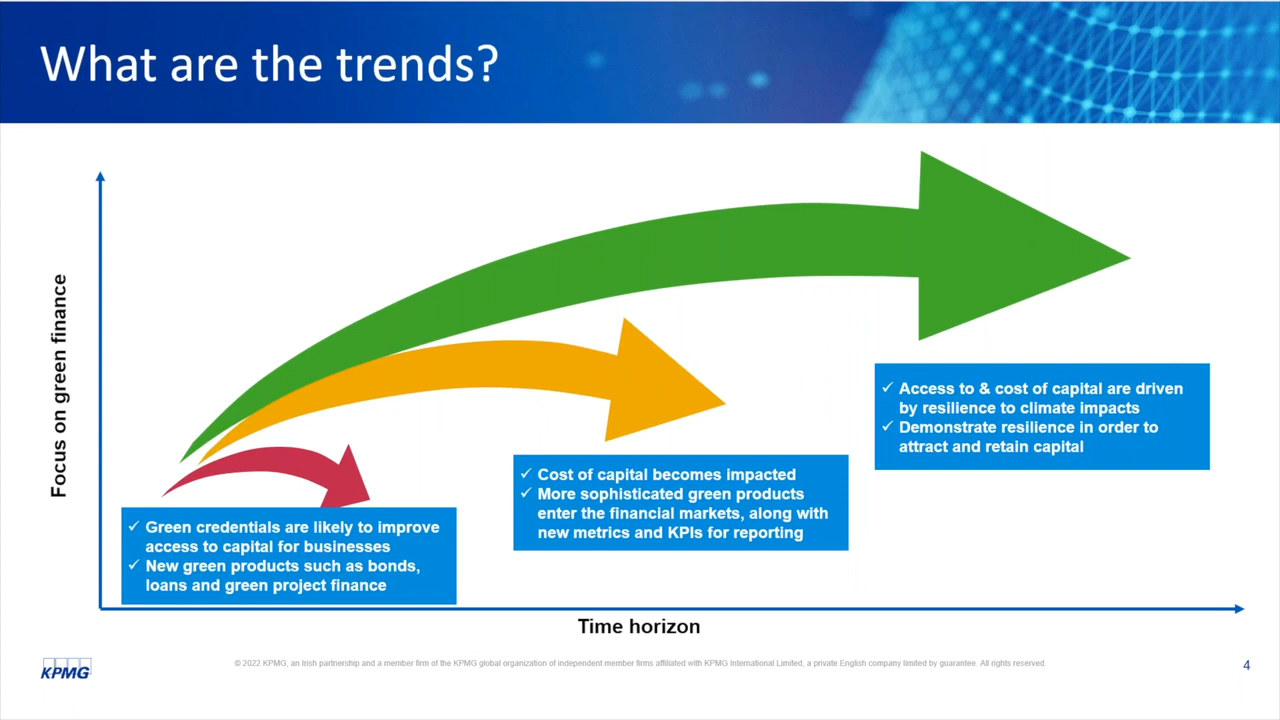 What are the trends?
Focus on green finance
✓ Green credentials are likely to improve
access to capital for businesses
✓ New green products such as bonds,
loans and green project finance
✓ Cost of capital becomes impacted
✓ More sophisticated green products
enter the financial markets, along with
new metrics and KPIs for reporting
✓ Access to & cost of capital are driven
by resilience to climate impacts
✓ Demonstrate resilience in order to
attract and retain capital
Time horizon
KPMG
© 2022 KPMG, an Irish partnership and a member firm of the KPMG global organization of independent member firms affiliated with KPMG International Limited, a private English company limited by guarantee. All rights reserved.
4